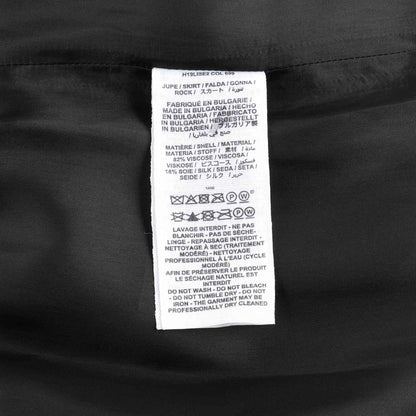 H19LISE2 COL 699
JUPE / SKIRT / FALDA / GONNA /
ROCK / スカート / تنورة
FABRIQUÉ EN BULGARIE /
MADE IN BULGARIA / HECHO
EN BULGARIA / FABBRICATO
IN BULGARIA / HERGESTELLT
IN BULGARIEN / ブルガリア製
/ صنع في بلغاريا
MATIÈRE / SHELL / MATERIAL /
MATERIA / STOFF / 素材 / مادة
82% VISCOSE / VISCOSA /
VISKOSE / ビスコース / فيسكوز
18% SOIE / SILK / SEDA / SETA /
SEIDE / シルク / حرير
LAVAGE INTERDIT - NE PAS
BLANCHIR - PAS DE SÈCHE-
LINGE - REPASSAGE INTERDIT -
NETTOYAGE À SEC (TRAITEMENT
MODÉRÉ) - NETTOYAGE
PROFESSIONNEL À L'EAU (CYCLE
MODÉRÉ)
AFIN DE PRÉSERVER LE PRODUIT
LE SÉCHAGE NATUREL EST
INTERDIT
DO NOT WASH - DO NOT BLEACH
- DO NOT TUMBLE DRY - DO NOT
IRON - THE GARMENT MAY BE
PROFESSIONALLY DRY CLEANED